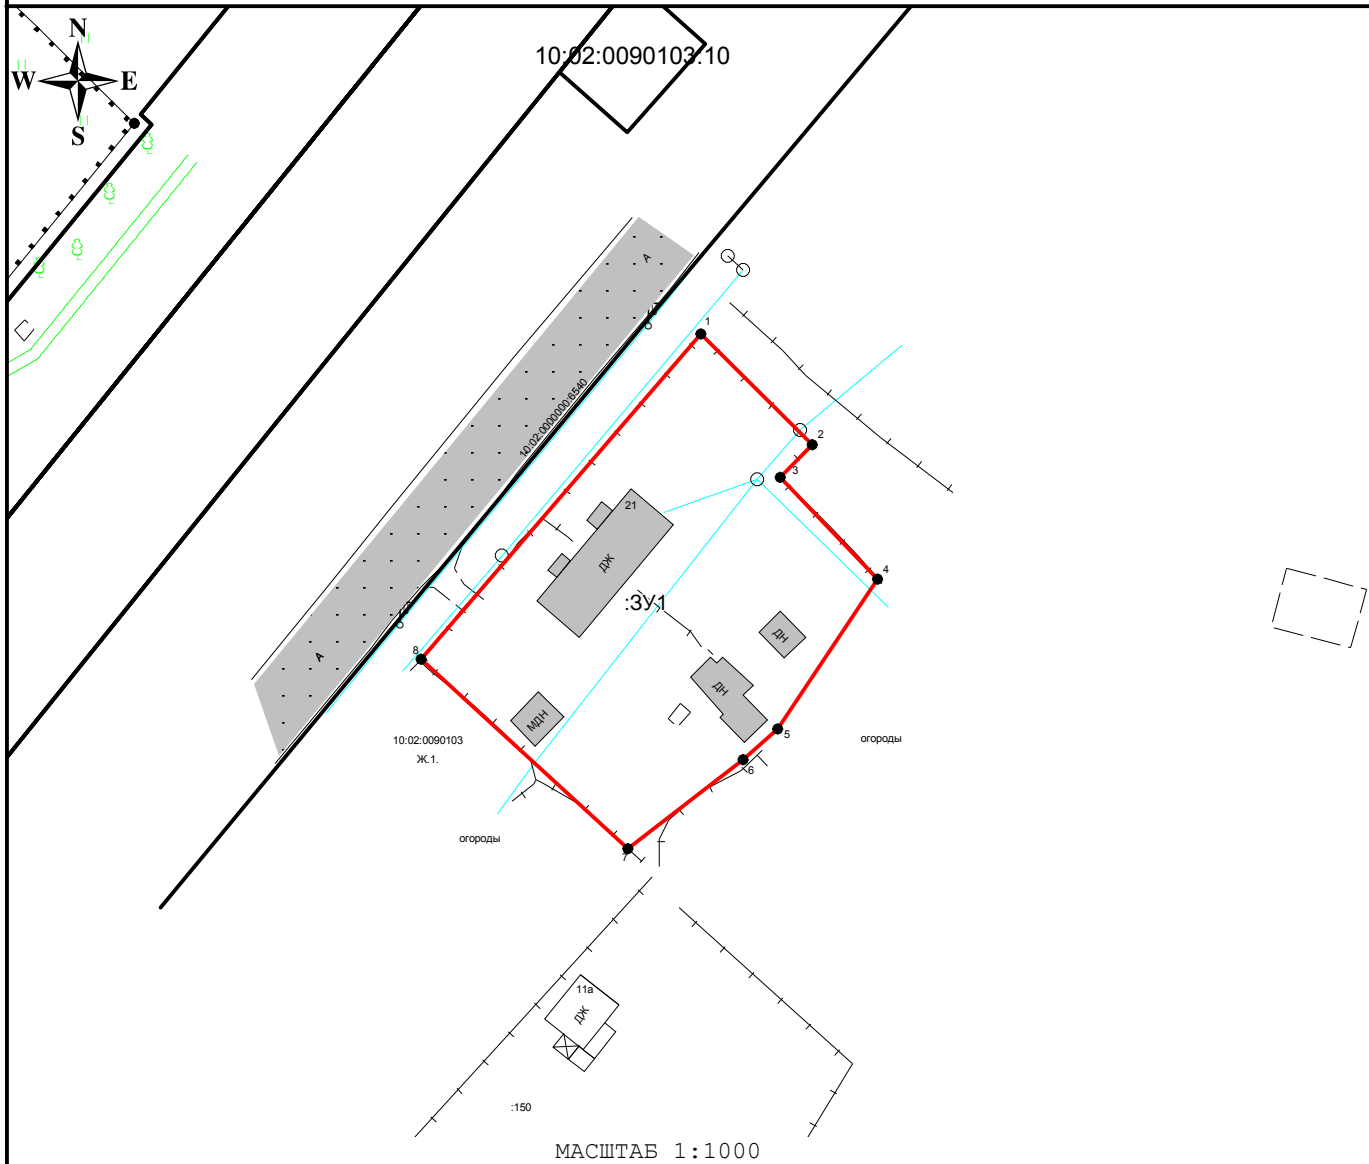 N
W E
S
10:02:0090103:10
А
10:02:0000000:6540
1
2
3
21
ДЖ
4
:ЗУ1
ДН
8
А
ДН
МДН
5
10:02:0090103
Ж.1.
огороды
6
огороды
7
11а
ДЖ
:150
МАСШТАБ 1:1000